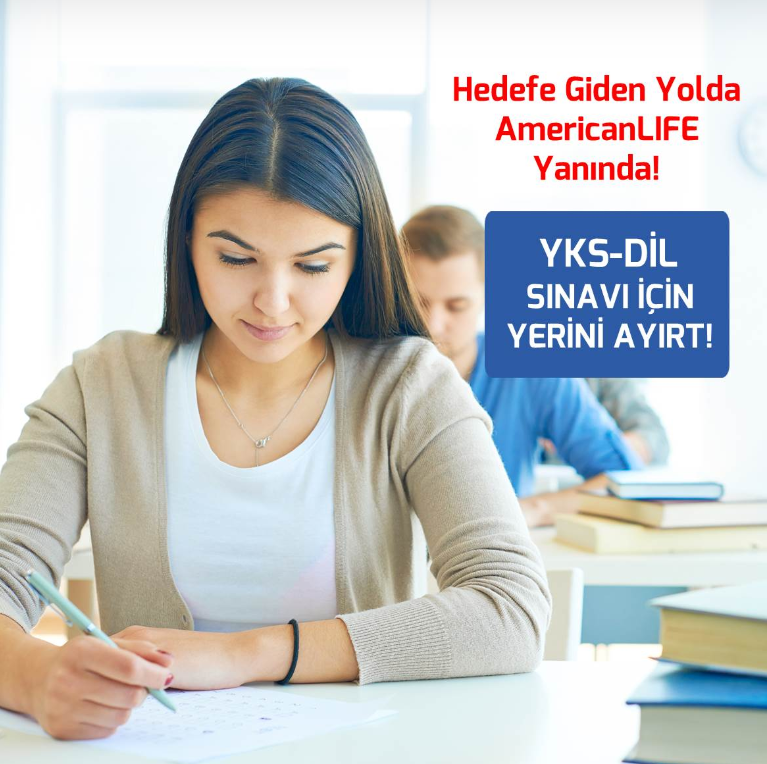 Hedefe Giden Yolda
AmericanLIFE
Yanında!
YKS-DİL
SINAVI İÇİN
YERİNİ AYIRT!